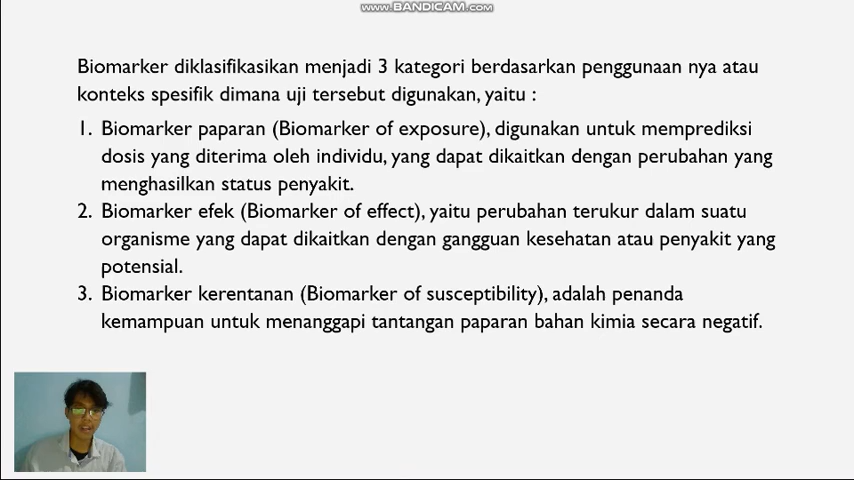 www.BANDICAM.com
Biomarker diklasifikasikan menjadi 3 kategori berdasarkan penggunaan nya atau
konteks spesifik dimana uji tersebut digunakan, yaitu :
1. Biomarker paparan (Biomarker of exposure), digunakan untuk memprediksi
dosis yang diterima oleh individu, yang dapat dikaitkan dengan perubahan yang
menghasilkan status penyakit.
2. Biomarker efek (Biomarker of effect), yaitu perubahan terukur dalam suatu
organisme yang dapat dikaitkan dengan gangguan kesehatan atau penyakit yang
potensial.
3. Biomarker kerentanan (Biomarker of susceptibility), adalah penanda
kemampuan untuk menanggapi tantangan paparan bahan kimia secara negatif.